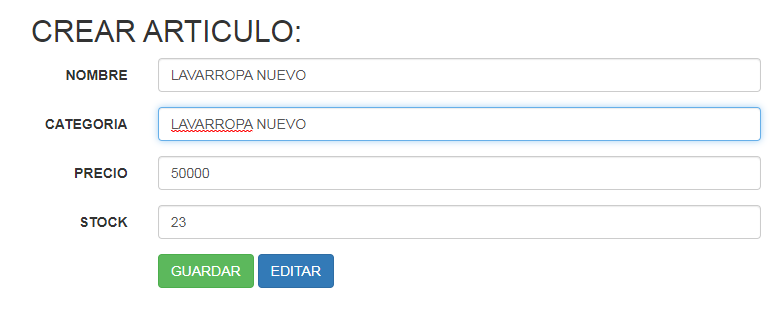 CREAR ARTICULO:
NOMBRE LAVARROPA NUEVO
CATEGORIA LAVARROPA NUEVO
PRECIO 50000
STOCK 23
GUARDAR EDITAR